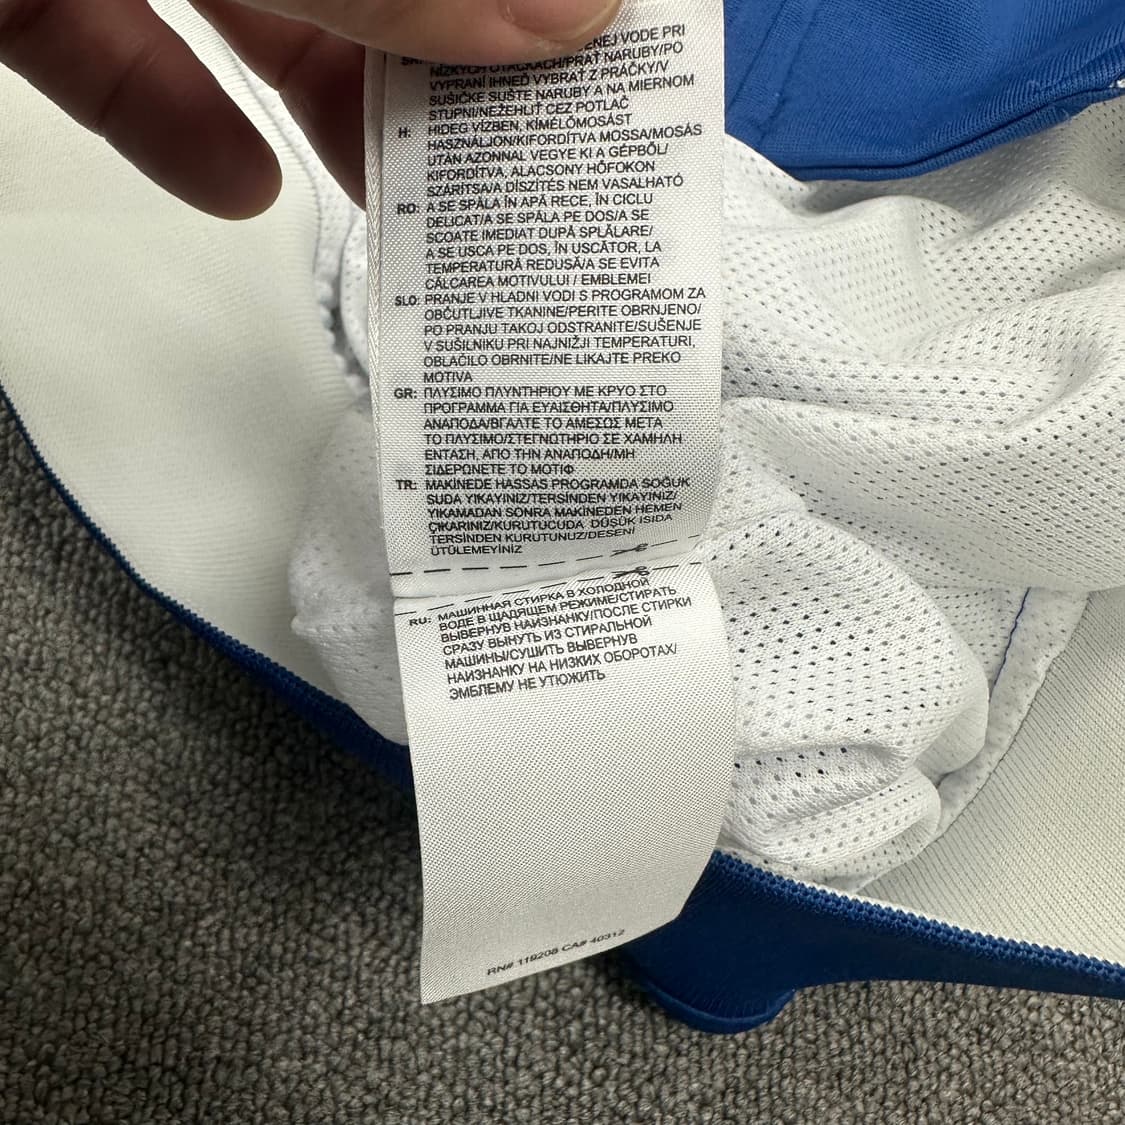 ENEJ VODE PRI
NÍZKYCH OTÁČKACH/PRAŤ NARUBY/PO
VYPRANÍ IHNEĎ VYBRAŤ Z PRÁČKY/V
SUŠIČKE SUŠTE NARUBY A NA MIERNOM
STUPNI/NEŽEHLIŤ CEZ POTLAČ
H: HIDEG VÍZBEN, KÍMÉLŐMOSÁST
HASZNÁLJON/KIFORDÍTVA MOSSA/MOSÁS
UTÁN AZONNAL VEGYE KI A GÉPBŐL/
KIFORDÍTVA, ALACSONY HŐFOKON
SZÁRÍTSA/A DÍSZÍTÉS NEM VASALHATÓ
RO: A SE SPĂLA ÎN APĂ RECE, ÎN CICLU
DELICAT/A SE SPĂLA PE DOS/A SE
SCOATE IMEDIAT DUPĂ SPĂLARE/
A SE USCA PE DOS, ÎN USCĂTOR, LA
TEMPERATURĂ REDUSĂ/A SE EVITA
CĂLCAREA MOTIVULUI / EMBLEMEI
SLO: PRANJE V HLADNI VODI S PROGRAMOM ZA
OBČUTLJIVE TKANINE/PERITE OBRNJENO/
PO PRANJU TAKOJ ODSTRANITE/SUŠENJE
V SUŠILNIKU PRI NAJNIŽJI TEMPERATURI,
OBLAČILO OBRNITE/NE LIKAJTE PREKO
MOTIVA
GR: ΠΛΥΣΙΜΟ ΠΛΥΝΤΗΡΙΟΥ ΜΕ ΚΡΥΟ ΣΤΟ
ΠΡΟΓΡΑΜΜΑ ΓΙΑ ΕΥΑΙΣΘΗΤΑ/ΠΛΥΣΙΜΟ
ΑΝΑΠΟΔΑ/ΒΓΑΛΤΕ ΤΟ ΑΜΕΣΩΣ ΜΕΤΑ
ΤΟ ΠΛΥΣΙΜΟ/ΣΤΕΓΝΩΤΗΡΙΟ ΣΕ ΧΑΜΗΛΗ
ΕΝΤΑΣΗ, ΑΠΟ ΤΗΝ ΑΝΑΠΟΔΗ/ΜΗ
ΣΙΔΕΡΩΝΕΤΕ ΤΟ ΜΟΤΙΦ
TR: MAKİNEDE HASSAS PROGRAMDA SOĞUK
SUDA YIKAYINIZ/TERSİNDEN YIKAYINIZ/
YIKAMADAN SONRA MAKİNEDEN HEMEN
ÇIKARINIZ/KURUTUCUDA DÜŞÜK ISIDA
TERSİNDEN KURUTUNUZ/DESENİ
ÜTÜLEMEYİNİZ
RU: МАШИННАЯ СТИРКА В ХОЛОДНОЙ
ВОДЕ В ЩАДЯЩЕМ РЕЖИМЕ/СТИРАТЬ
ВЫВЕРНУВ НАИЗНАНКУ/ПОСЛЕ СТИРКИ
СРАЗУ ВЫНУТЬ ИЗ СТИРАЛЬНОЙ
МАШИНЫ/СУШИТЬ ВЫВЕРНУВ
НАИЗНАНКУ НА НИЗКИХ ОБОРОТАХ/
ЭМБЛЕМУ НЕ УТЮЖИТЬ
RN# 119208 CA# 40312